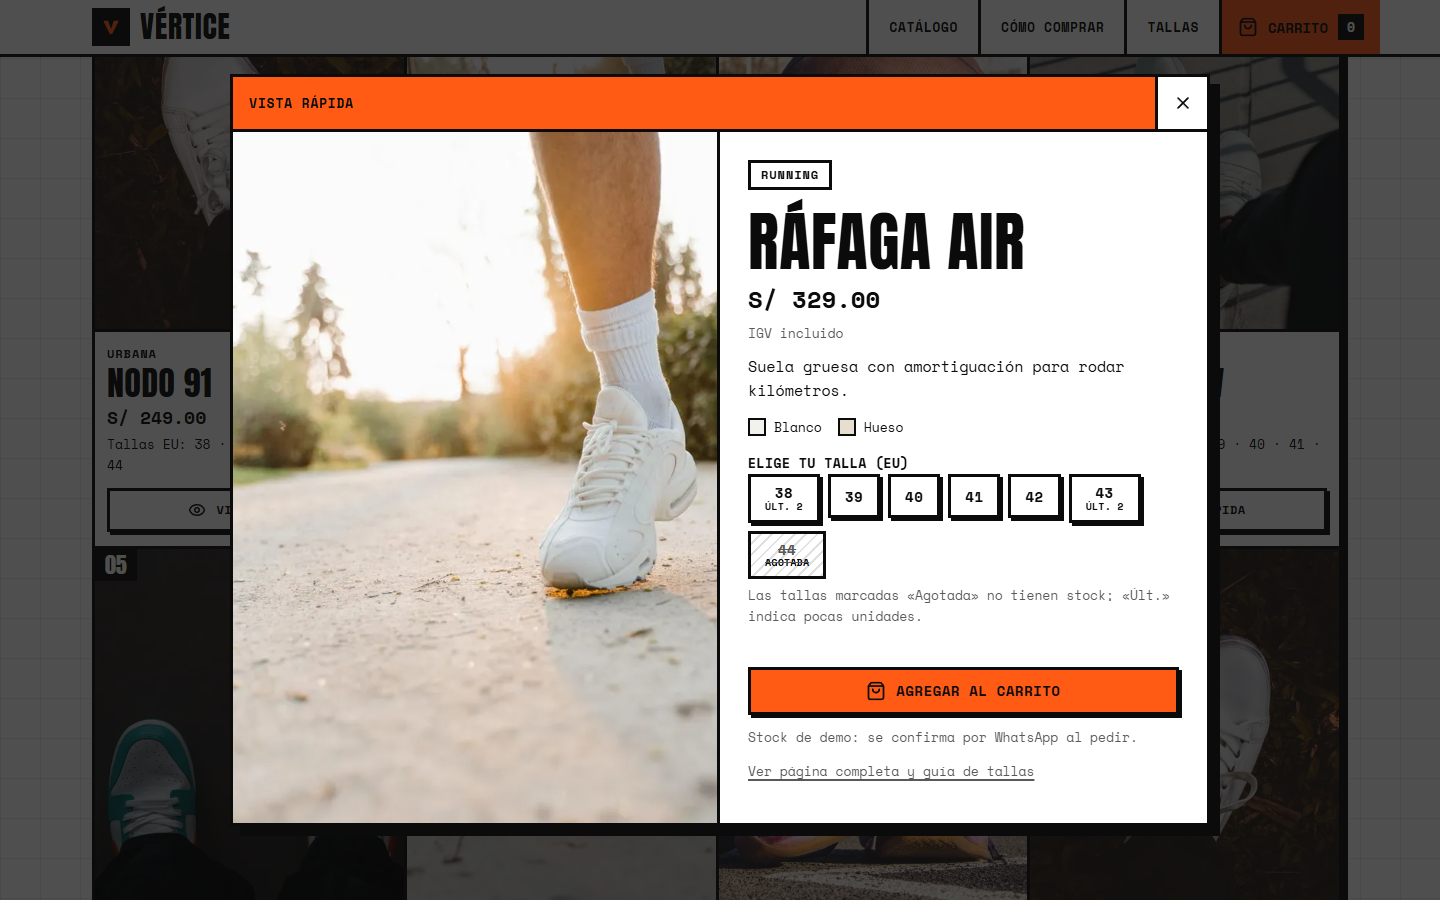 VÉRTICE
CATÁLOGO
CÓMO COMPRAR
TALLAS
CARRITO 0
VISTA RÁPIDA
RUNNING
RÁFAGA AIR
S/ 329.00
IGV incluido
Suela gruesa con amortiguación para rodar
kilómetros.
Blanco
Hueso
ELIGE TU TALLA (EU)
38
ÚLT. 2
39
40
41
42
43
ÚLT. 2
44
AGOTADA
Las tallas marcadas «Agotada» no tienen stock; «Últ.»
indica pocas unidades.
AGREGAR AL CARRITO
Stock de demo: se confirma por WhatsApp al pedir.
Ver página completa y guía de tallas
URBANA
NODO 91
S/ 249.00
Tallas EU: 38 ·
44
05
· 40 · 41 ·